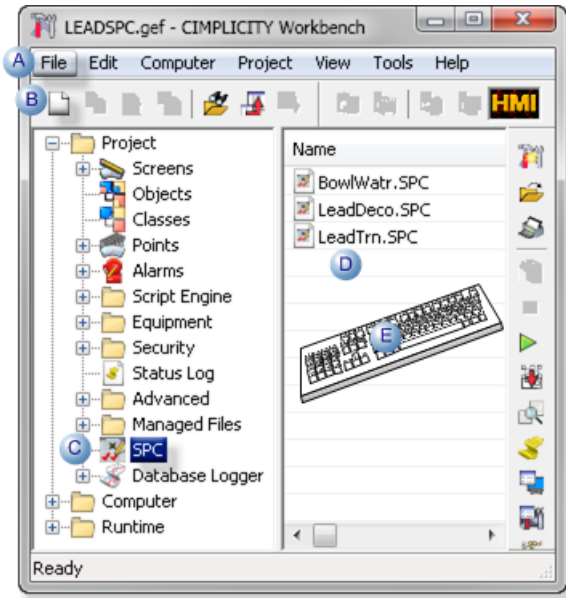 LEADSPC.gef - CIMPLICITY Workbench
A File Edit Computer Project View Tools Help
B HMI
Project
Screens
Objects
Classes
Points
Alarms
Script Engine
Equipment
Security
Status Log
Advanced
Managed Files
C SPC
Database Logger
Computer
Runtime
Name
BowlWatr.SPC
LeadDeco.SPC
LeadTrn.SPC
D
E
Ready